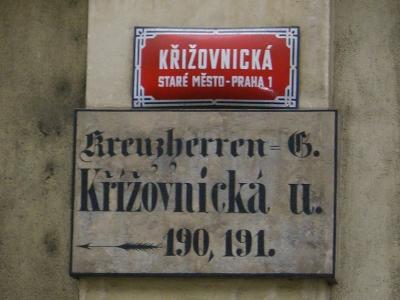 KŘIŽOVNICKÁ
STARÉ MĚSTO-PRAHA 1
Kreuzherren=G.
Křížovnická u.
190, 191.